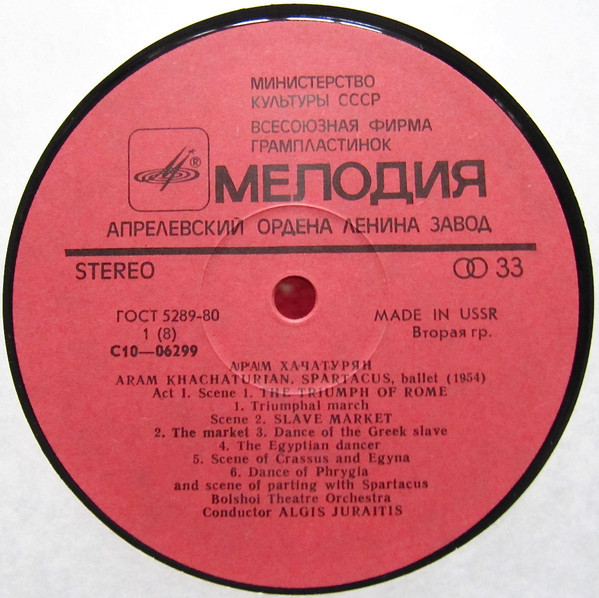 МИНИСТЕРСТВО
КУЛЬТУРЫ СССР
ВСЕСОЮЗНАЯ ФИРМА
ГРАМПЛАСТИНОК
®
МЕЛОДИЯ
АПРЕЛЕВСКИЙ ОРДЕНА ЛЕНИНА ЗАВОД
STEREO 33
ГОСТ 5289-80 MADE IN USSR
1 (8) Вторая гр.
С10—06299
АРАМ ХАЧАТУРЯН
ARAM KHACHATURIAN. SPARTACUS, ballet (1954)
Act 1. Scene 1. THE TRIUMPH OF ROME
1. Triumphal march
Scene 2. SLAVE MARKET
2. The market 3. Dance of the Greek slave
4. The Egyptian dancer
5. Scene of Crassus and Egyna
6. Dance of Phrygia
and scene of parting with Spartacus
Bolshoi Theatre Orchestra
Conductor ALGIS JURAITIS